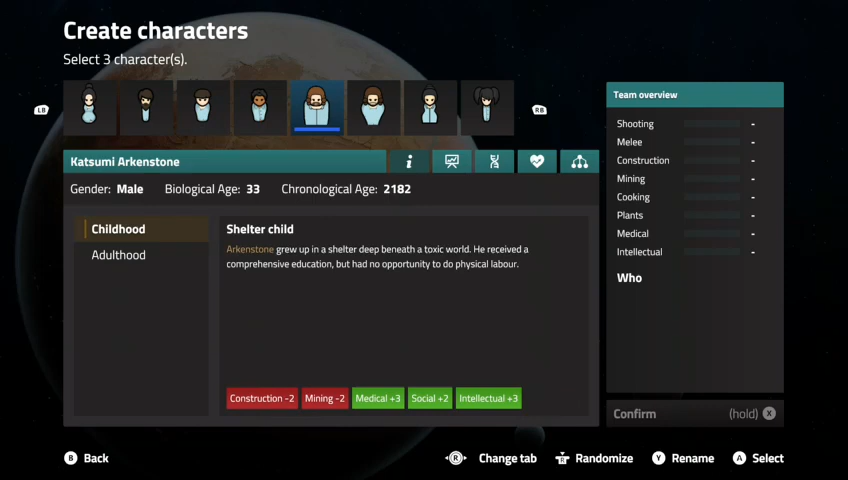 Create characters
Select 3 character(s).
LB
RB
Team overview
Katsumi Arkenstone
i
Gender: Male Biological Age: 33 Chronological Age: 2182
Childhood
Adulthood
Shelter child
Arkenstone grew up in a shelter deep beneath a toxic world. He received a
comprehensive education, but had no opportunity to do physical labour.
Construction -2 Mining -2 Medical +3 Social +2 Intellectual +3
Shooting -
Melee -
Construction -
Mining -
Cooking -
Plants -
Medical -
Intellectual -
Who
Confirm (hold) X
B Back
R Change tab
Randomize
Y Rename
A Select